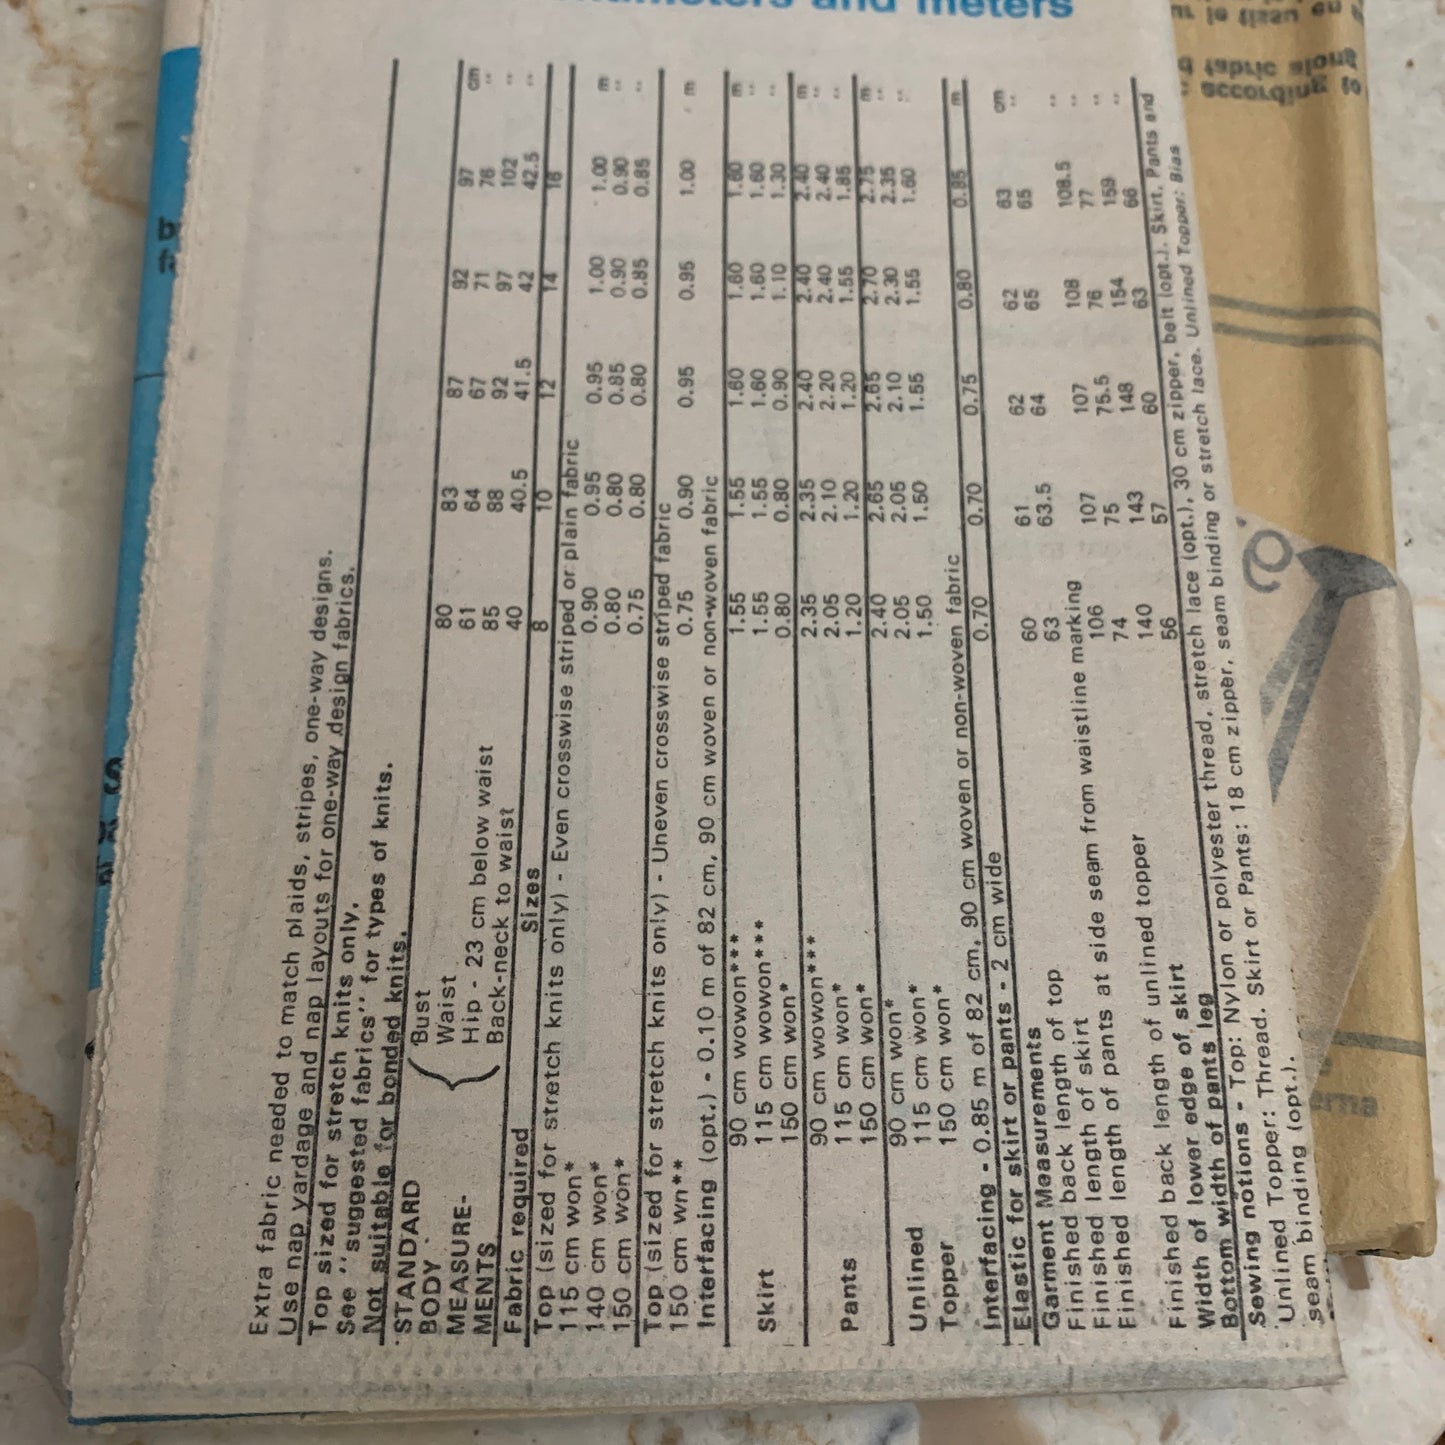 and meters
Extra fabric needed to match plaids, stripes, one-way designs.
Use nap yardage and nap layouts for one-way design fabrics.
Top sized for stretch knits only.
See "suggested fabrics" for types of knits.
Not suitable for bonded knits.
STANDARD Bust 80 83 87 92 97 cm
BODY Waist 61 64 67 71 76 "
MEASURE- Hip - 23 cm below waist 85 88 92 97 102 "
MENTS Back-neck to waist 40 40.5 41.5 42 42.5 "
Fabric required Sizes 8 10 12 14 16
Top (sized for stretch knits only) - Even crosswise striped or plain fabric
115 cm won* 0.90 0.95 0.95 1.00 1.00 m
140 cm won* 0.80 0.80 0.85 0.90 0.90 "
150 cm won* 0.75 0.80 0.80 0.85 0.85 "
Top (sized for stretch knits only) - Uneven crosswise striped fabric
150 cm wn** 0.75 0.90 0.95 0.95 1.00 m
Interfacing (opt.) - 0.10 m of 82 cm, 90 cm woven or non-woven fabric
90 cm wowon*** 1.55 1.55 1.60 1.60 1.60 m
Skirt 115 cm wowon*** 1.55 1.55 1.60 1.60 1.60 "
150 cm won* 0.80 0.80 0.90 1.10 1.30 "
90 cm wowon*** 2.35 2.35 2.40 2.40 2.40 m
Pants 115 cm won* 2.05 2.10 2.20 2.40 2.40 "
150 cm won* 1.20 1.20 1.20 1.55 1.85 "
90 cm won* 2.40 2.65 2.65 2.70 2.75 m
Unlined 115 cm won* 2.05 2.05 2.10 2.30 2.35 "
Topper 150 cm won* 1.50 1.50 1.55 1.55 1.60 "
Interfacing - 0.85 m of 82 cm, 90 cm woven or non-woven fabric
Elastic for skirt or pants - 2 cm wide 0.70 0.70 0.75 0.80 0.85 m
Garment Measurements
Finished back length of top 60 61 62 62 63 cm
Finished length of skirt 63 63.5 64 65 65 "
Finished length of pants at side seam from waistline marking
106 107 107 108 108.5 "
Finished back length of unlined topper 74 75 75.5 76 77 "
Width of lower edge of skirt 140 143 148 154 159 "
Bottom width of pants leg 56 57 60 63 66 "
Sewing notions - Top: Nylon or polyester thread, stretch lace (opt.), 30 cm zipper, belt (opt.). Skirt, Pants and
Unlined Topper: Thread. Skirt or Pants: 18 cm zipper, seam binding or stretch lace. Unlined Topper: Bias
seam binding (opt.).